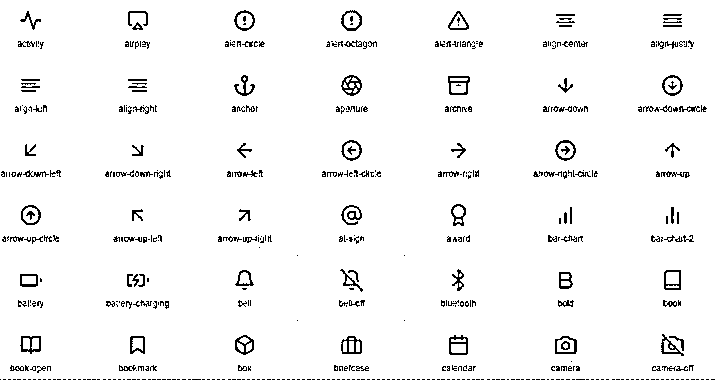 activity airplay alert-circle alert-octagon alert-triangle align-center align-justify
align-left align-right anchor aperture archive arrow-down arrow-down-circle
arrow-down-left arrow-down-right arrow-left arrow-left-circle arrow-right arrow-right-circle arrow-up
arrow-up-circle arrow-up-left arrow-up-right at-sign award bar-chart bar-chart-2
battery battery-charging bell bell-off bluetooth bold book
book-open bookmark box briefcase calendar camera camera-off